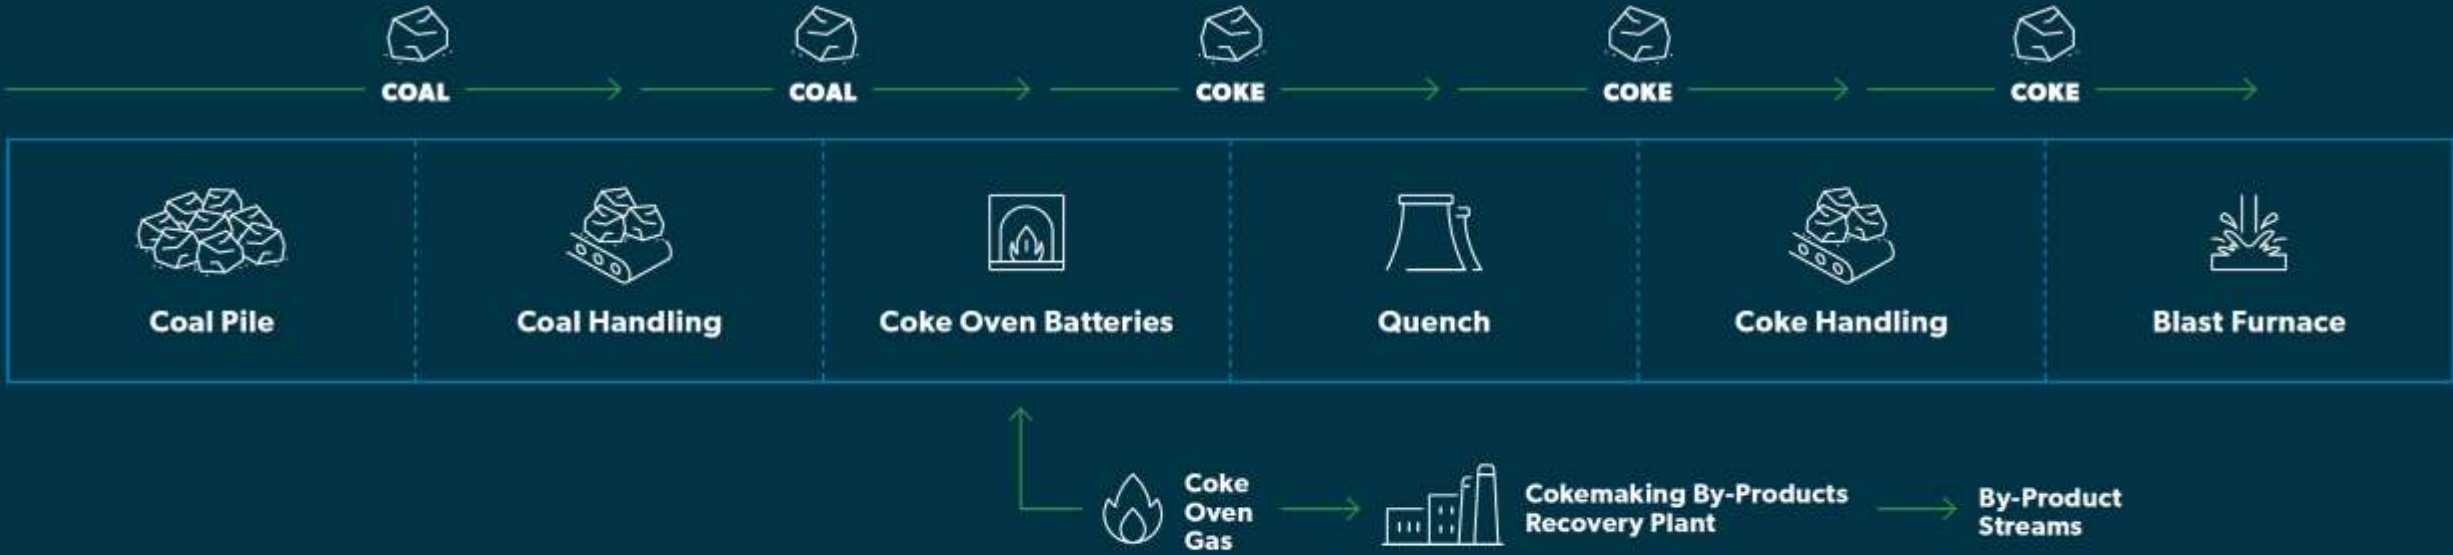 COAL
COAL
COKE
COKE
COKE
Coal Pile
Coal Handling
Coke Oven Batteries
Quench
Coke Handling
Blast Furnace
Coke
Oven
Gas
Cokemaking By-Products
Recovery Plant
By-Product
Streams